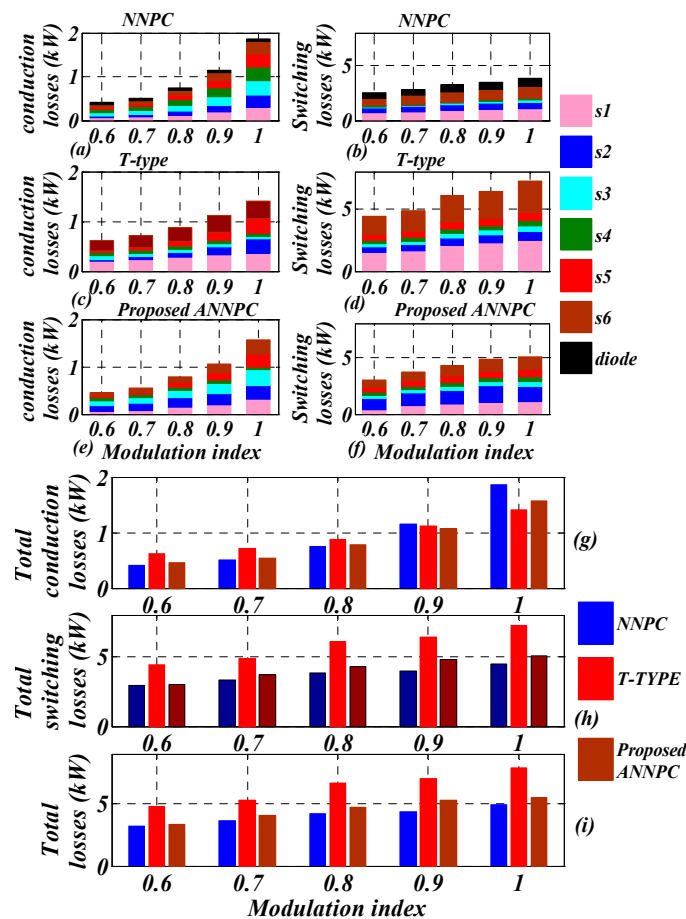 NNPC
conduction
losses (kW)
2
1
0
0.6 0.7 0.8 0.9 1
(a)
NNPC
Switching
losses (kW)
5
0
0.6 0.7 0.8 0.9 1
(b)
T-type
conduction
losses (kW)
2
1
0
0.6 0.7 0.8 0.9 1
(c)
T-type
Switching
losses (kW)
5
0
0.6 0.7 0.8 0.9 1
(d)
Proposed ANNPC
conduction
losses (kW)
2
1
0
0.6 0.7 0.8 0.9 1
(e)
Modulation index
Proposed ANNPC
Switching
losses (kW)
5
0
0.6 0.7 0.8 0.9 1
(f)
Modulation index
s1
s2
s3
s4
s5
s6
diode
Total
conduction
losses (kW)
2
1
0
0.6 0.7 0.8 0.9 1
(g)
Total
switching
losses (kW)
5
0
0.6 0.7 0.8 0.9 1
(h)
Total
losses (kW)
5
0
0.6 0.7 0.8 0.9 1
(i)
Modulation index
NNPC
T-TYPE
Proposed
ANNPC